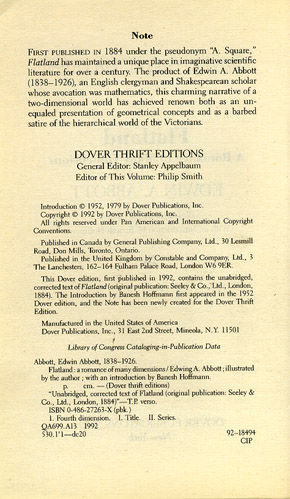 Note
FIRST PUBLISHED IN 1884 under the pseudonym "A. Square,"
Flatland has maintained a unique place in imaginative scientific
literature for over a century. The product of Edwin A. Abbott
(1838–1926), an English clergyman and Shakespearean scholar
whose avocation was mathematics, this charming narrative of a
two-dimensional world has achieved renown both as an un-
equaled presentation of geometrical concepts and as a barbed
satire of the hierarchical world of the Victorians.
DOVER THRIFT EDITIONS
General Editor: Stanley Appelbaum
Editor of This Volume: Philip Smith
Introduction © 1952, 1979 by Dover Publications, Inc.
Copyright © 1992 by Dover Publications, Inc.
All rights reserved under Pan American and International Copyright
Conventions.
Published in Canada by General Publishing Company, Ltd., 30 Lesmill
Road, Don Mills, Toronto, Ontario.
Published in the United Kingdom by Constable and Company, Ltd., 3
The Lanchesters, 162–164 Fulham Palace Road, London W6 9ER.
This Dover edition, first published in 1992, contains the unabridged,
corrected text of Flatland (original publication: Seeley & Co., Ltd., London,
1884). The Introduction by Banesh Hoffmann first appeared in the 1952
Dover edition, and the Note has been newly created for the Dover Thrift
Edition.
Manufactured in the United States of America
Dover Publications, Inc., 31 East 2nd Street, Mineola, N.Y. 11501
Library of Congress Cataloging-in-Publication Data
Abbott, Edwin Abbott, 1838–1926.
Flatland : a romance of many dimensions / Edwing A. Abbott ; illustrated
by the author ; with an introduction by Banesh Hoffmann.
p. cm. — (Dover thrift editions)
"Unabridged, corrected text of Flatland (original publication: Seeley &
Co., Ltd., London, 1884)"—T.P. verso.
ISBN 0-486-27263-X (pbk.)
1. Fourth dimension. I. Title. II. Series.
QA699.A13 1992
530.1'1—dc20 92-18494
CIP